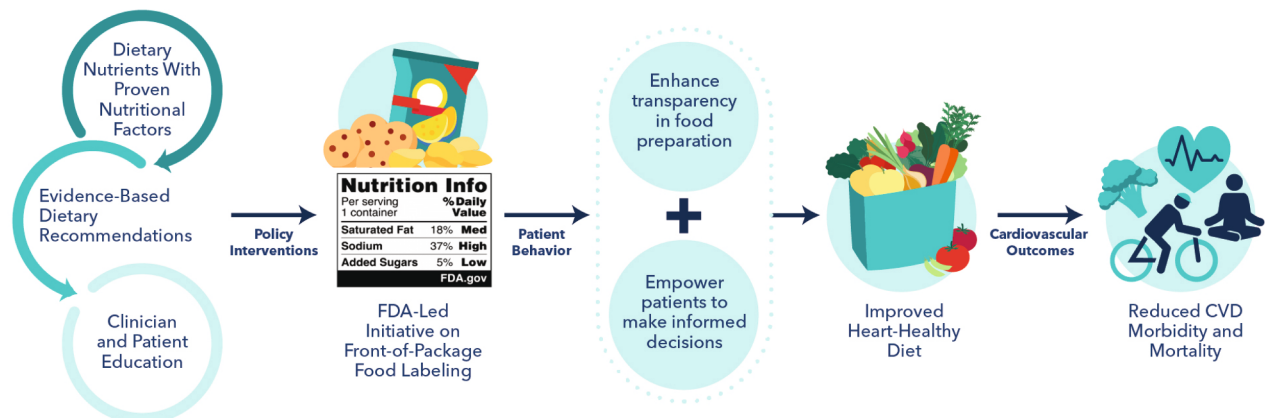 Dietary
Nutrients With
Proven
Nutritional
Factors
Evidence-Based
Dietary
Recommendations
Clinician
and Patient
Education
Policy
Interventions
Nutrition Info
Per serving
1 container
%Daily
Value
Saturated Fat 18% Med
Sodium 37% High
Added Sugars 5% Low
FDA.gov
FDA-Led
Initiative on
Front-of-Package
Food Labeling
Patient
Behavior
Enhance
transparency
in food
preparation
+
Empower
patients to
make informed
decisions
Improved
Heart-Healthy
Diet
Cardiovascular
Outcomes
Reduced CVD
Morbidity and
Mortality